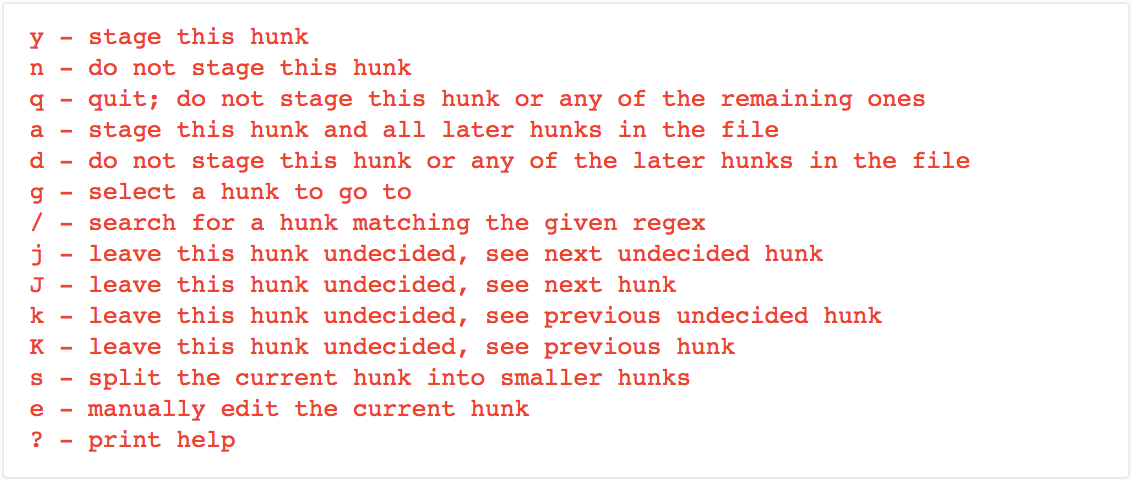 y – stage this hunk
n – do not stage this hunk
q – quit; do not stage this hunk or any of the remaining ones
a – stage this hunk and all later hunks in the file
d – do not stage this hunk or any of the later hunks in the file
g – select a hunk to go to
/ – search for a hunk matching the given regex
j – leave this hunk undecided, see next undecided hunk
J – leave this hunk undecided, see next hunk
k – leave this hunk undecided, see previous undecided hunk
K – leave this hunk undecided, see previous hunk
s – split the current hunk into smaller hunks
e – manually edit the current hunk
? – print help